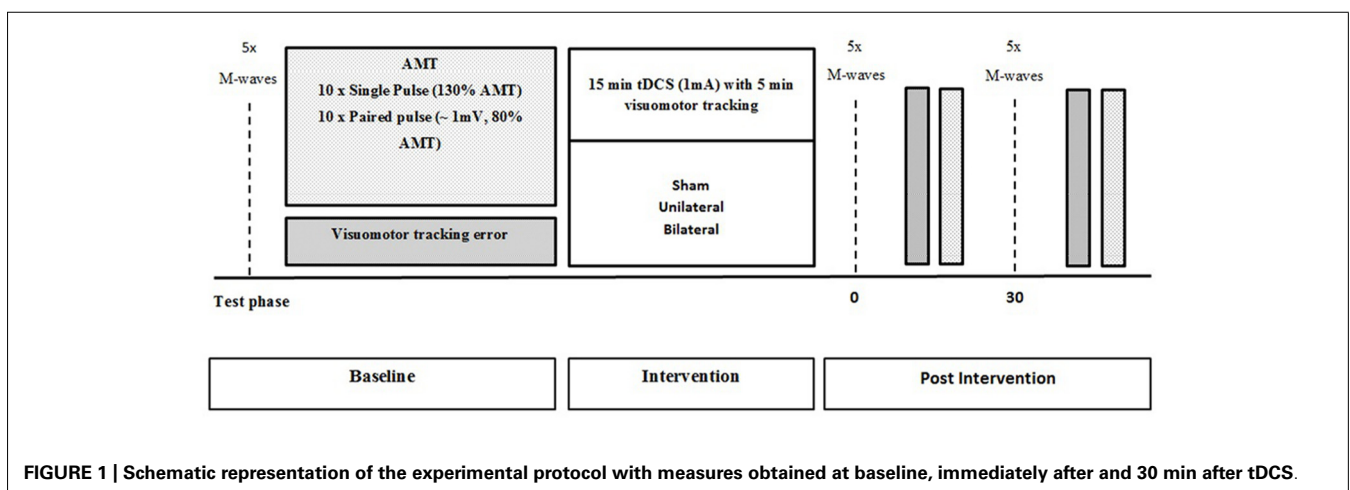 5x
M-waves
AMT
10 x Single Pulse (130% AMT)
10 x Paired pulse (~ 1mV, 80%
AMT)
Visuomotor tracking error
15 min tDCS (1mA) with 5 min
visuomotor tracking
Sham
Unilateral
Bilateral
5x
M-waves
5x
M-waves
Test phase
0
30
Baseline
Intervention
Post Intervention
FIGURE 1 | Schematic representation of the experimental protocol with measures obtained at baseline, immediately after and 30 min after tDCS.